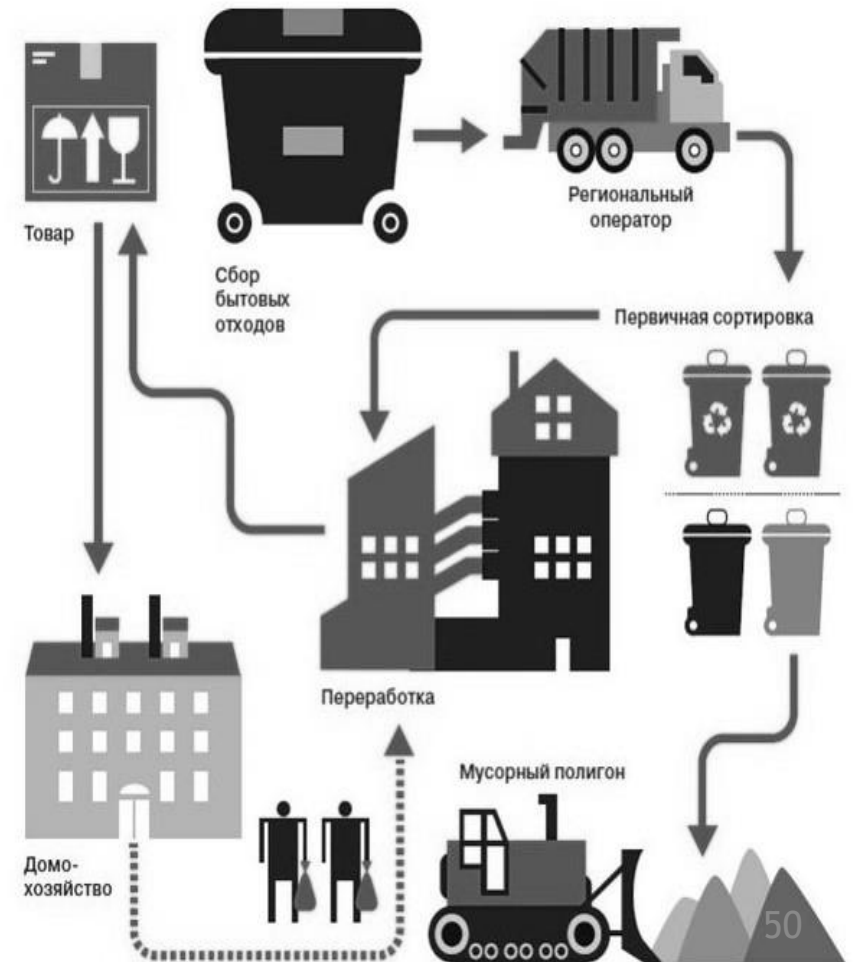 Товар
Сбор
бытовых
отходов
Региональный
оператор
Первичная сортировка
Переработка
Мусорный полигон
Домо-
хозяйство
50